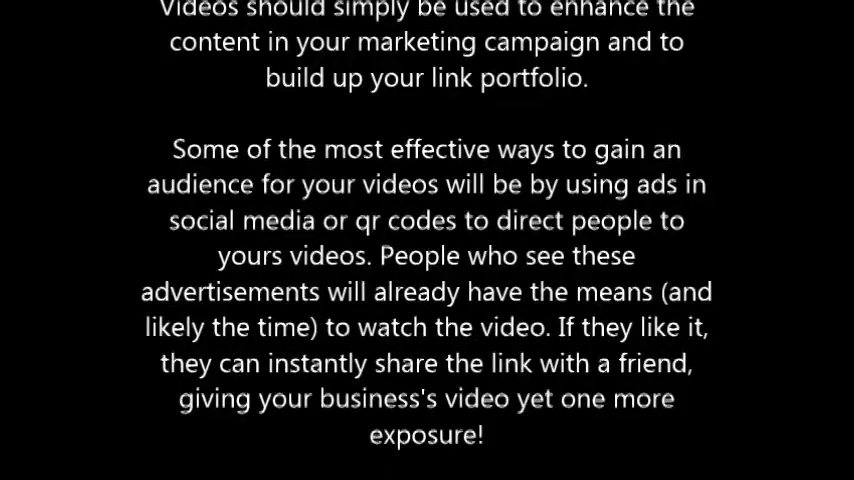 Videos should simply be used to enhance the
content in your marketing campaign and to
build up your link portfolio.
Some of the most effective ways to gain an
audience for your videos will be by using ads in
social media or qr codes to direct people to
yours videos. People who see these
advertisements will already have the means (and
likely the time) to watch the video. If they like it,
they can instantly share the link with a friend,
giving your business's video yet one more
exposure!